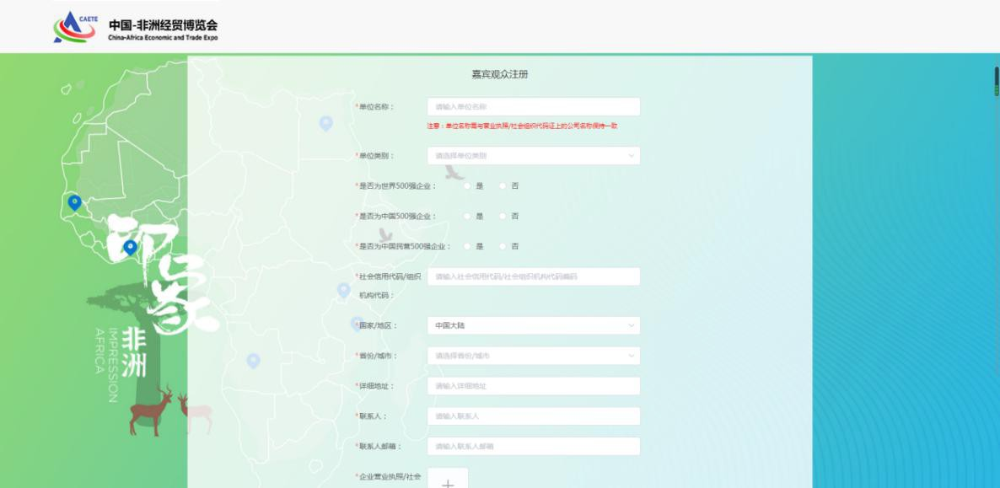 CAETE
中国-非洲经贸博览会
China-Africa Economic and Trade Expo
嘉宾观众注册
*单位名称： 请输入单位名称
注意：单位名称需与营业执照/社会组织代码证上的公司名称保持一致
*单位类别： 请选择单位类别
*是否为世界500强企业： 是 否
*是否为中国500强企业： 是 否
*是否为中国民营500强企业： 是 否
*社会信用代码/组织 请输入社会信用代码/社会组织机构代码编码
机构代码：
*国家/地区： 中国大陆
*省份/城市： 请选择省份/城市
*详细地址： 请输入详细地址
*联系人： 请输入联系人
*联系人邮箱： 请输入联系人邮箱
*企业营业执照/社会
印象
非洲
IMPRESSION
AFRICA